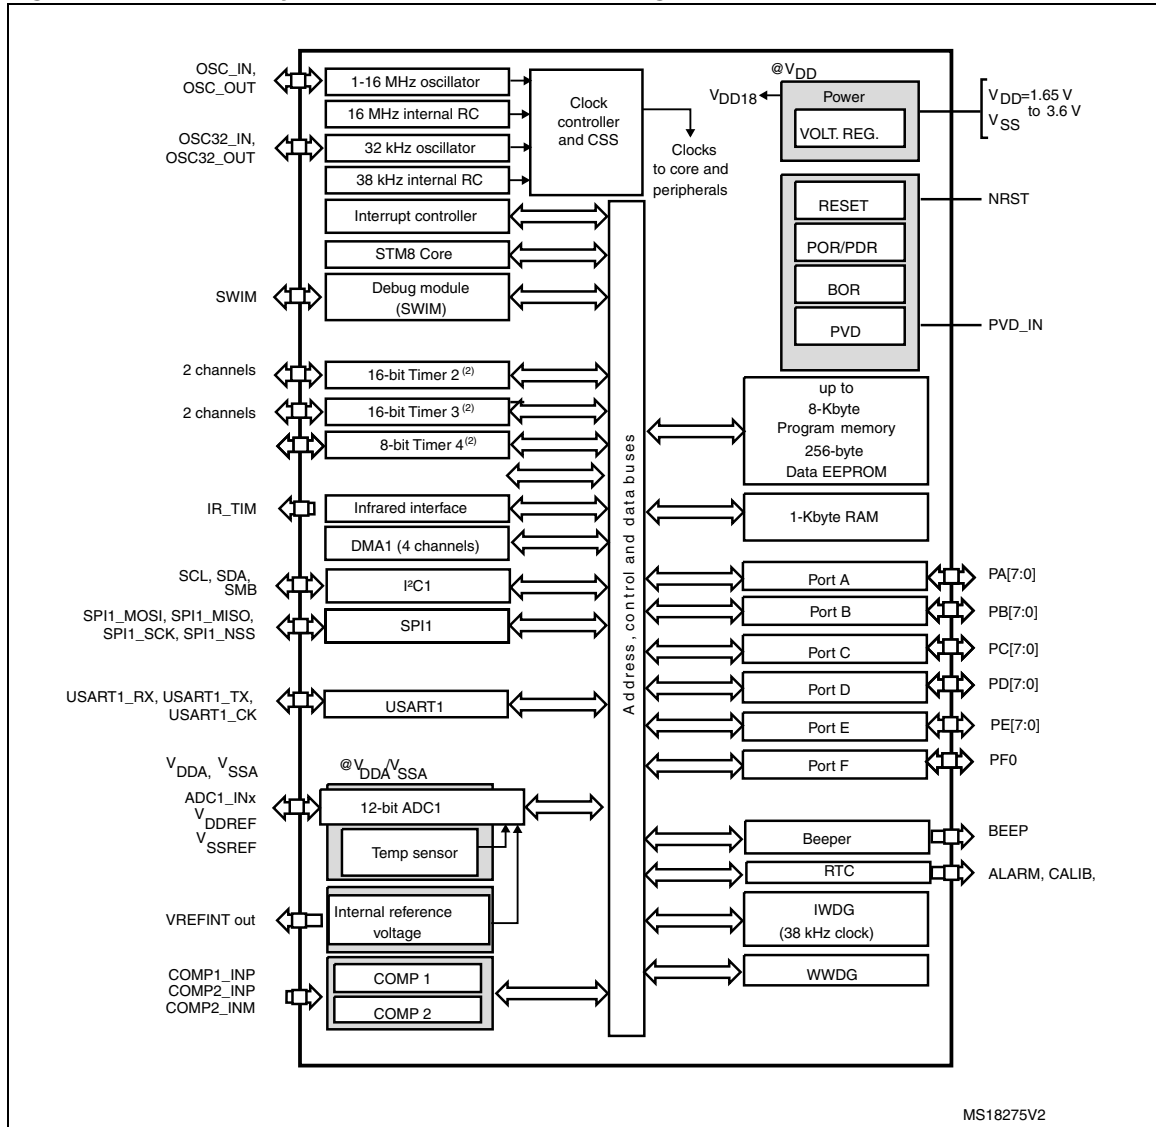 OSC_IN,
OSC_OUT
1-16 MHz oscillator
16 MHz internal RC
OSC32_IN,
OSC32_OUT
32 kHz oscillator
38 kHz internal RC
Clock
controller
and CSS
Clocks
to core and
peripherals
@VDD
VDD18
Power
VOLT. REG.
VDD=1.65 V
to 3.6 V
VSS
Interrupt controller
STM8 Core
SWIM
Debug module
(SWIM)
RESET
NRST
POR/PDR
BOR
PVD
PVD_IN
2 channels
16-bit Timer 2 (2)
2 channels
16-bit Timer 3 (2)
8-bit Timer 4(2)
IR_TIM
Infrared interface
DMA1 (4 channels)
SCL, SDA,
SMB
I²C1
SPI1_MOSI, SPI1_MISO,
SPI1_SCK, SPI1_NSS
SPI1
USART1_RX, USART1_TX,
USART1_CK
USART1
VDDA, VSSA
@VDDA/VSSA
ADC1_INx
VDDREF
VSSREF
12-bit ADC1
Temp sensor
VREFINT out
Internal reference
voltage
COMP1_INP
COMP2_INP
COMP2_INM
COMP 1
COMP 2
Address, control and data buses
up to
8-Kbyte
Program memory
256-byte
Data EEPROM
1-Kbyte RAM
Port A
PA[7:0]
Port B
PB[7:0]
Port C
PC[7:0]
Port D
PD[7:0]
Port E
PE[7:0]
Port F
PF0
Beeper
BEEP
RTC
ALARM, CALIB,
IWDG
(38 kHz clock)
WWDG
MS18275V2